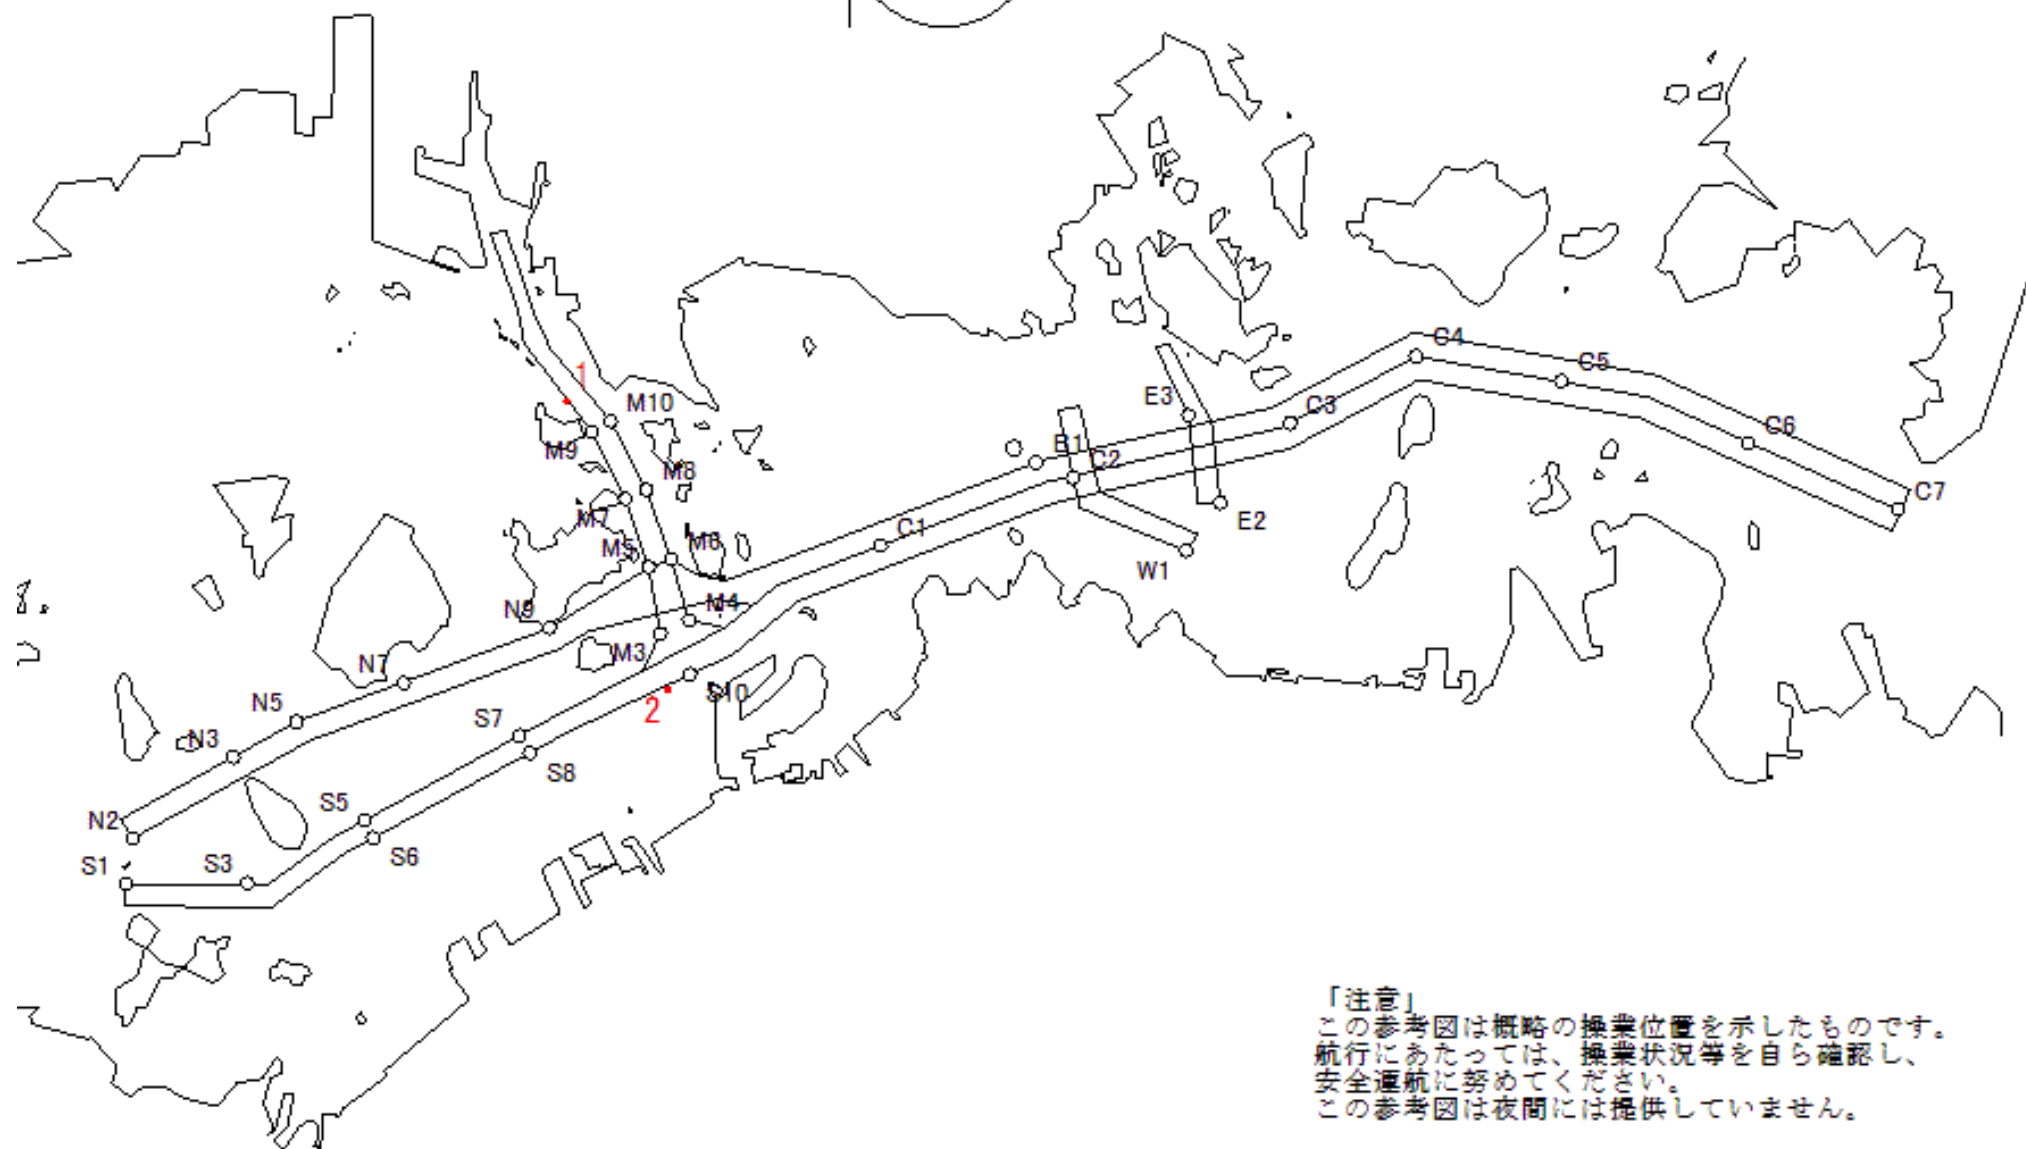 C4
C5
1
E3
M10
C3
C6
B1
M9
C2
M8
C7
M7
E2
C1
M6
M5
W1
N9
M4
M3
N7
S10
N5
2
S7
N3
S8
S5
N2
S6
S1
S3
「注意」
この参考図は概略の操業位置を示したものです。
航行にあたっては、操業状況等を自ら確認し、
安全運航に努めてください。
この参考図は夜間には提供していません。